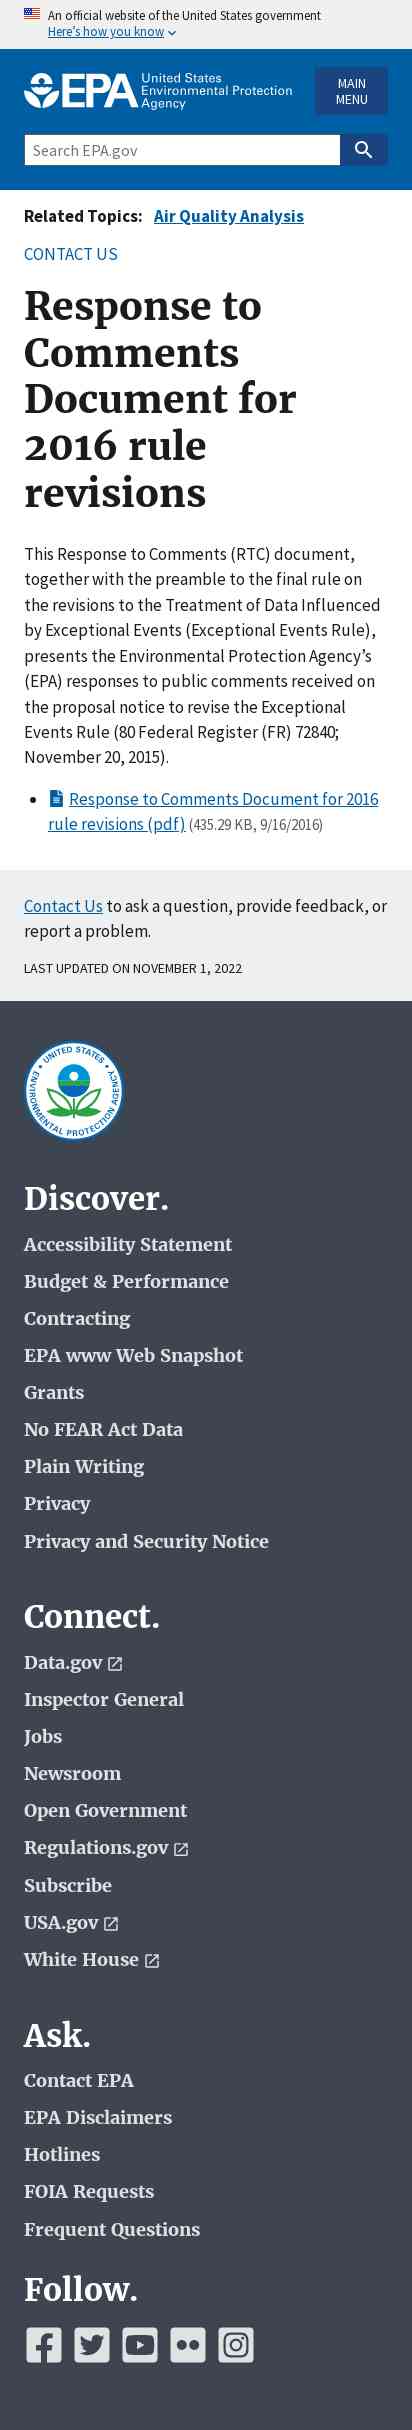 An official website of the United States government
Here's how you know
EPA United States
Environmental Protection
Agency
MAIN
MENU
Search EPA.gov
Related Topics: Air Quality Analysis
CONTACT US
Response to
Comments
Document for
2016 rule
revisions
This Response to Comments (RTC) document,
together with the preamble to the final rule on
the revisions to the Treatment of Data Influenced
by Exceptional Events (Exceptional Events Rule),
presents the Environmental Protection Agency's
(EPA) responses to public comments received on
the proposal notice to revise the Exceptional
Events Rule (80 Federal Register (FR) 72840;
November 20, 2015).
Response to Comments Document for 2016
rule revisions (pdf) (435.29 KB, 9/16/2016)
Contact Us to ask a question, provide feedback, or
report a problem.
LAST UPDATED ON NOVEMBER 1, 2022
UNITED STATES
ENVIRONMENTAL PROTECTION AGENCY
Discover.
Accessibility Statement
Budget & Performance
Contracting
EPA www Web Snapshot
Grants
No FEAR Act Data
Plain Writing
Privacy
Privacy and Security Notice
Connect.
Data.gov
Inspector General
Jobs
Newsroom
Open Government
Regulations.gov
Subscribe
USA.gov
White House
Ask.
Contact EPA
EPA Disclaimers
Hotlines
FOIA Requests
Frequent Questions
Follow.